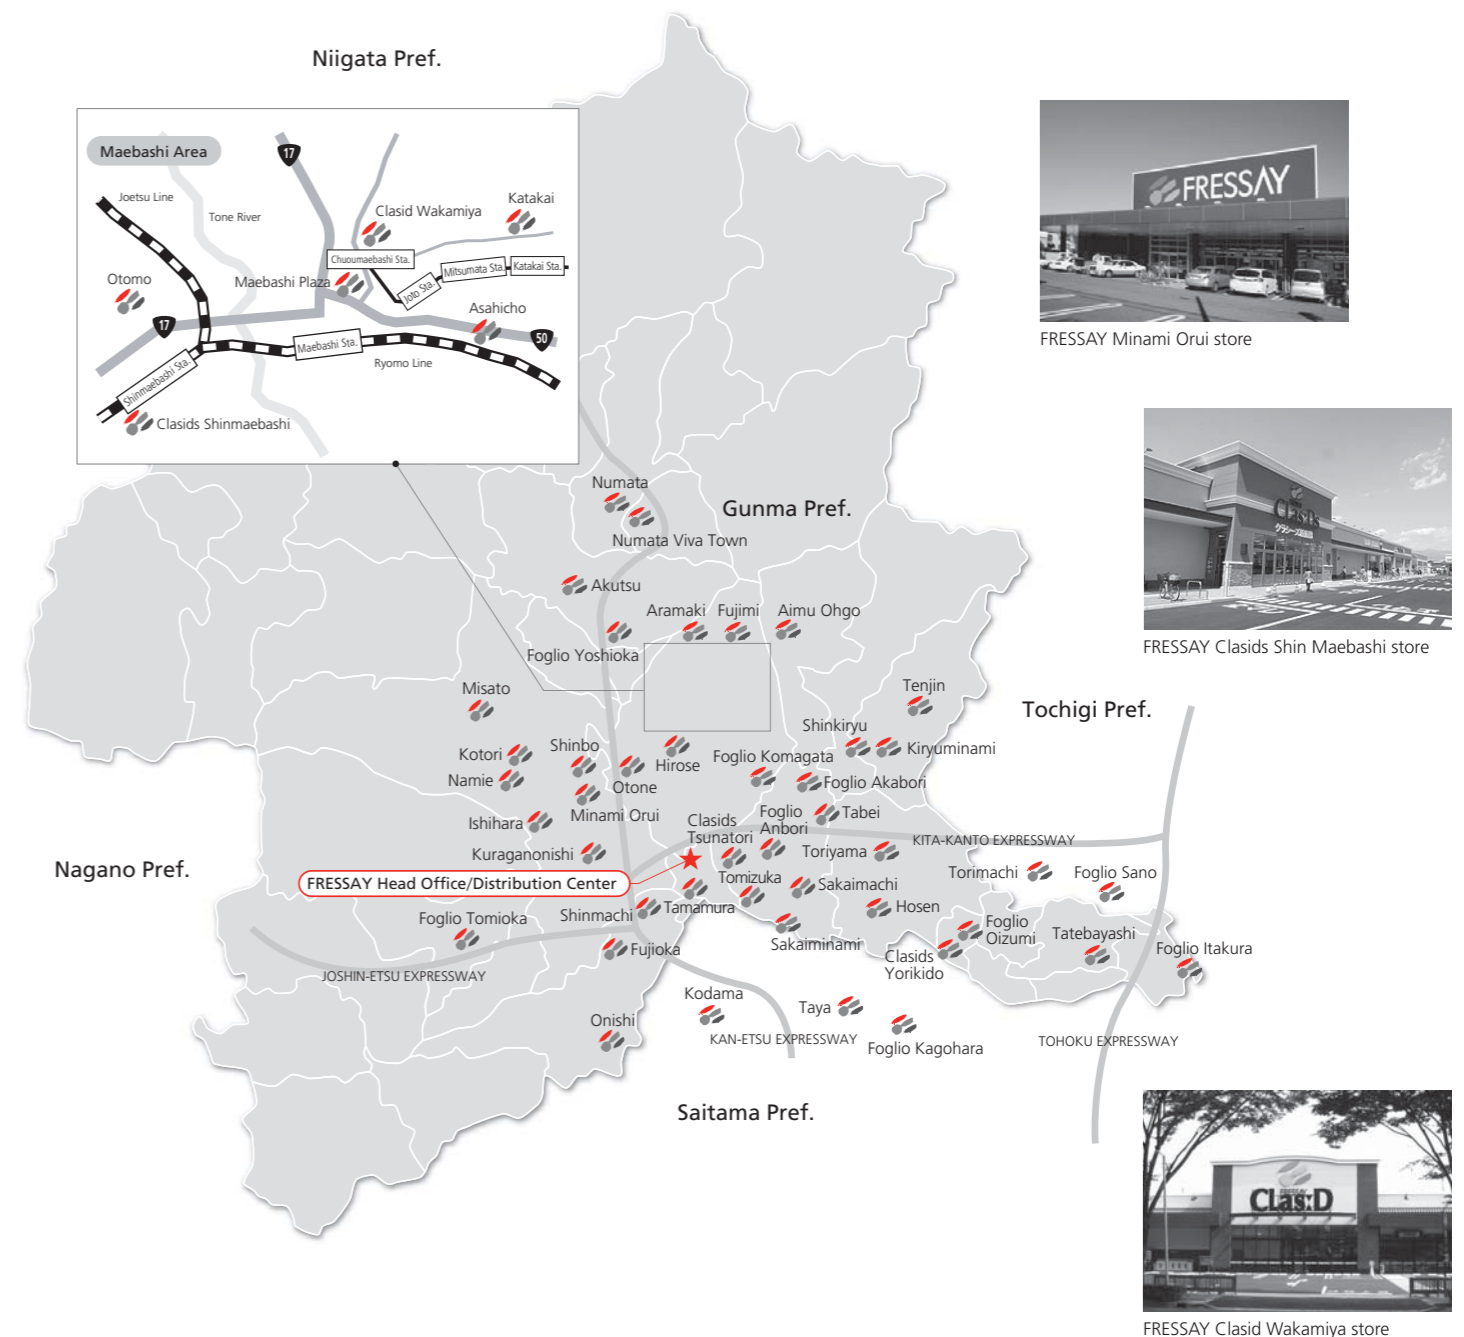 Niigata Pref.
Maebashi Area
17
Joetsu Line
Tone River
Clasid Wakamiya
Katakai
Chuoumaebashi Sta.
Otomo
Maebashi Plaza
Joto Sta.
Mitsumata Sta.
Katakai Sta.
Asahicho
17
50
Maebashi Sta.
Ryomo Line
Shinmaebashi Sta.
Clasids Shinmaebashi
FRESSAY
FRESSAY Minami Orui store
CLas:Ds
FRESSAY Clasids Shin Maebashi store
Numata
Gunma Pref.
Numata Viva Town
Akutsu
Aramaki
Fujimi
Aimu Ohgo
Foglio Yoshioka
Misato
Tenjin
Tochigi Pref.
Shinkiryu
Kotori
Shinbo
Hirose
Foglio Komagata
Kiryuminami
Namie
Otone
Foglio Akabori
Ishihara
Minami Orui
Clasids
Tsunatori
Foglio
Anbori
Tabei
KITA-KANTO EXPRESSWAY
Kuraganonishi
Toriyama
Nagano Pref.
FRESSAY Head Office/Distribution Center
Tomizuka
Sakaimachi
Torimachi
Foglio Sano
Foglio Tomioka
Shinmachi
Tamamura
Hosen
Fujioka
Sakaiminami
Clasids
Yorikido
Foglio
Oizumi
Tatebayashi
Foglio Itakura
JOSHIN-ETSU EXPRESSWAY
Kodama
Taya
Onishi
KAN-ETSU EXPRESSWAY
Foglio Kagohara
TOHOKU EXPRESSWAY
Saitama Pref.
FRESSAY
CLas:D
FRESSAY Clasid Wakamiya store